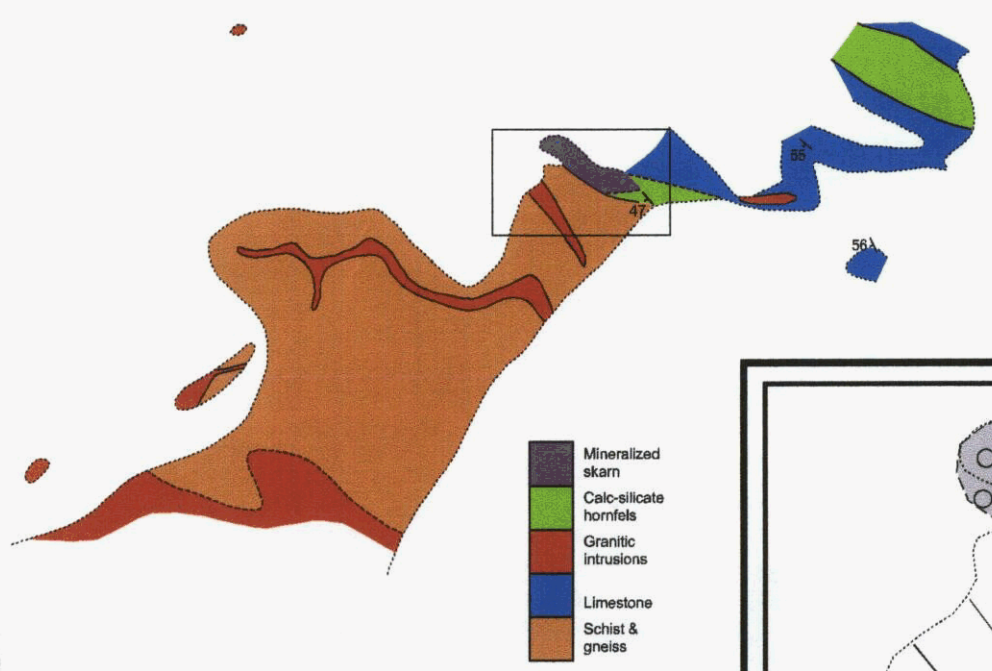 55
47
56
Mineralized
skarn
Calc-silicate
hornfels
Granitic
intrusions
Limestone
Schist &
gneiss